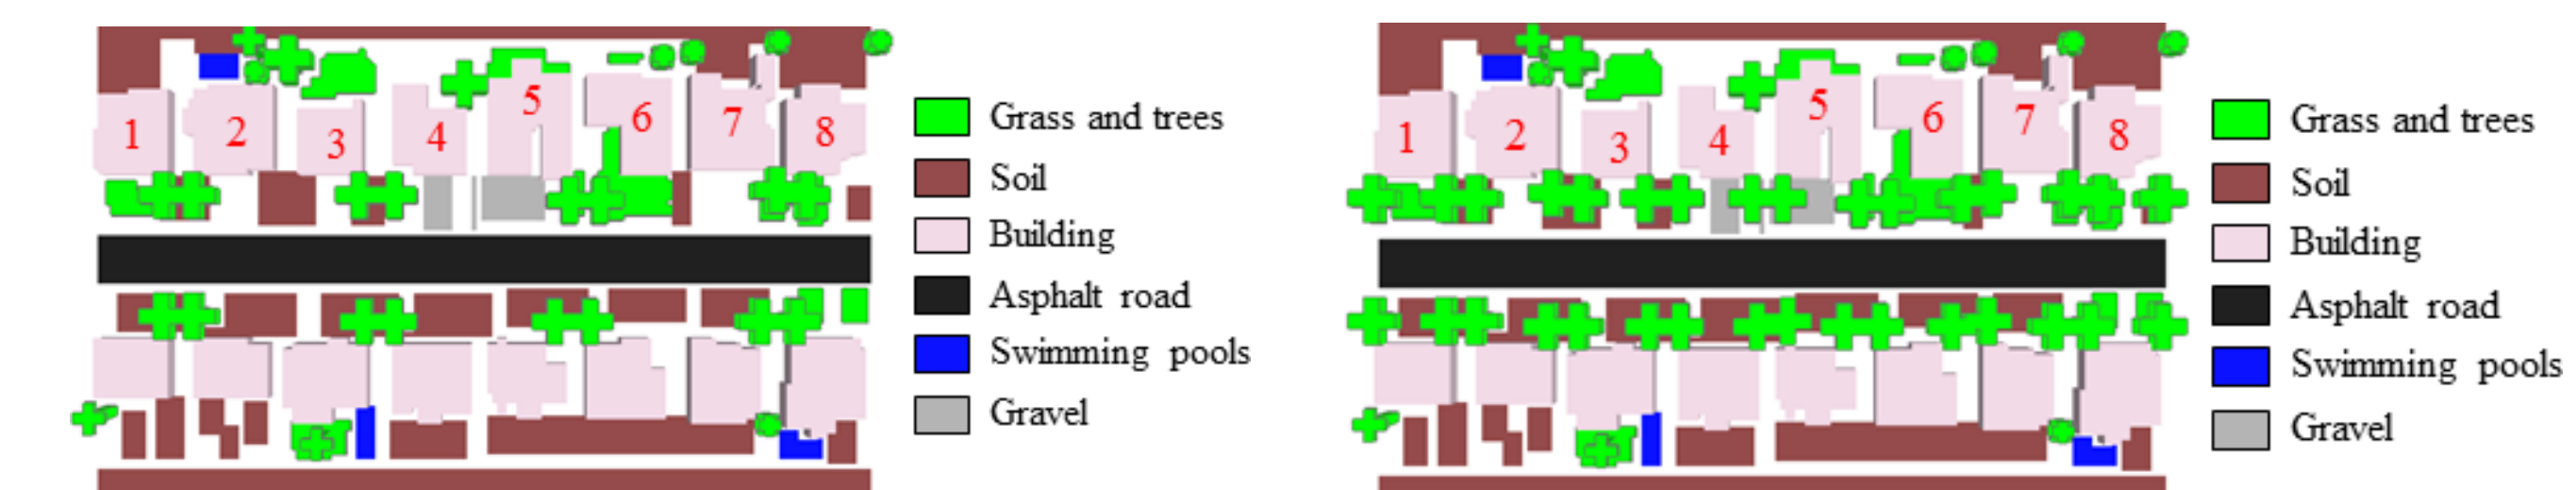 1 2 3 4 5 6 7 8
Grass and trees
Soil
Building
Asphalt road
Swimming pools
Gravel
1 2 3 4 5 6 7 8
Grass and trees
Soil
Building
Asphalt road
Swimming pools
Gravel